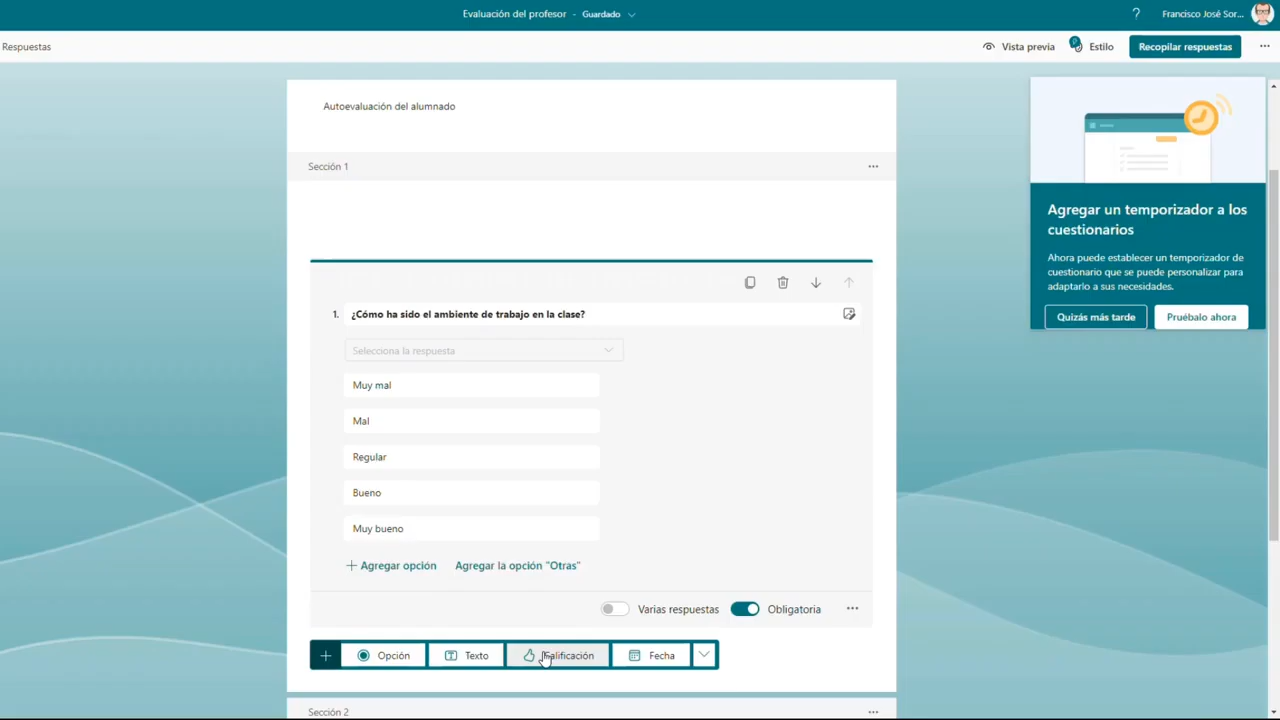 Evaluación del profesor - Guardado
? Francisco José Sor...
Respuestas
Vista previa
Estilo
Recopilar respuestas
Autoevaluación del alumnado
Sección 1
Agregar un temporizador a los
cuestionarios
Ahora puede establecer un temporizador de
cuestionario que se puede personalizar para
adaptarlo a sus necesidades.
Quizás más tarde
Pruébalo ahora
1. ¿Cómo ha sido el ambiente de trabajo en la clase?
Selecciona la respuesta
Muy mal
Mal
Regular
Bueno
Muy bueno
Agregar opción
Agregar la opción "Otras"
Varias respuestas
Obligatoria
Opción
Texto
Calificación
Fecha
Sección 2